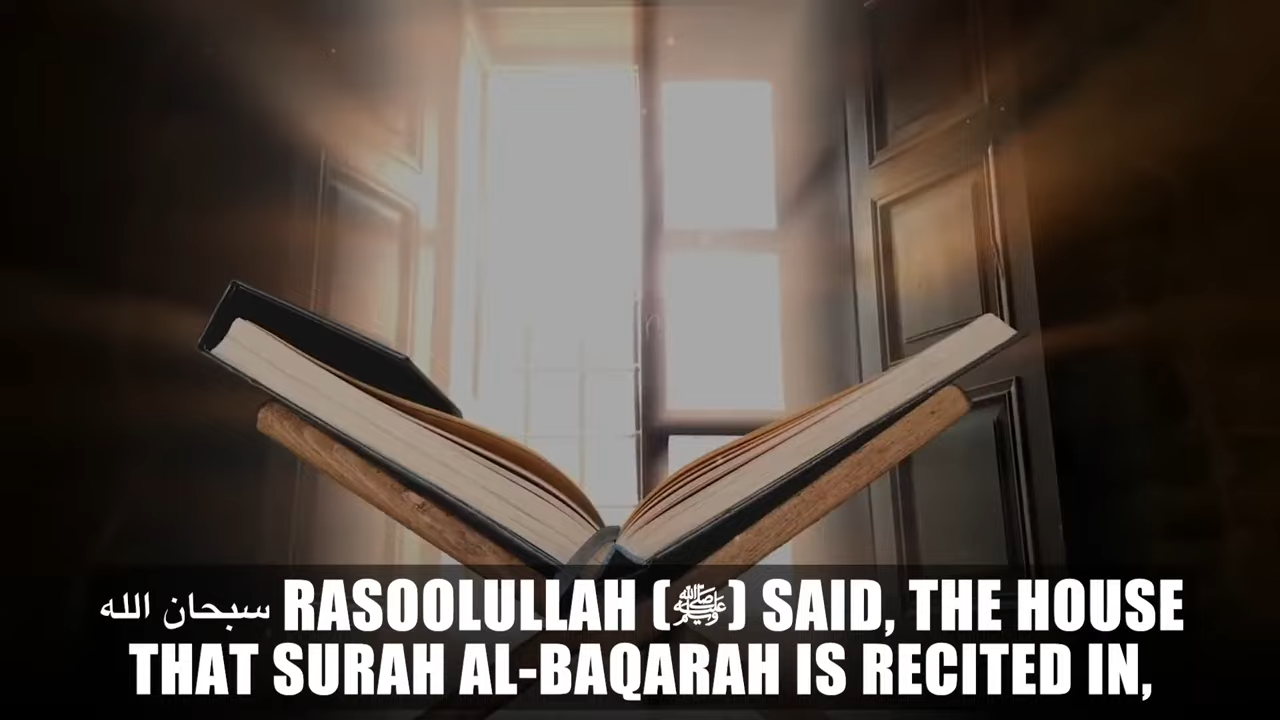 سبحان الله RASOOLULLAH (ﷺ) SAID, THE HOUSE
THAT SURAH AL-BAQARAH IS RECITED IN,